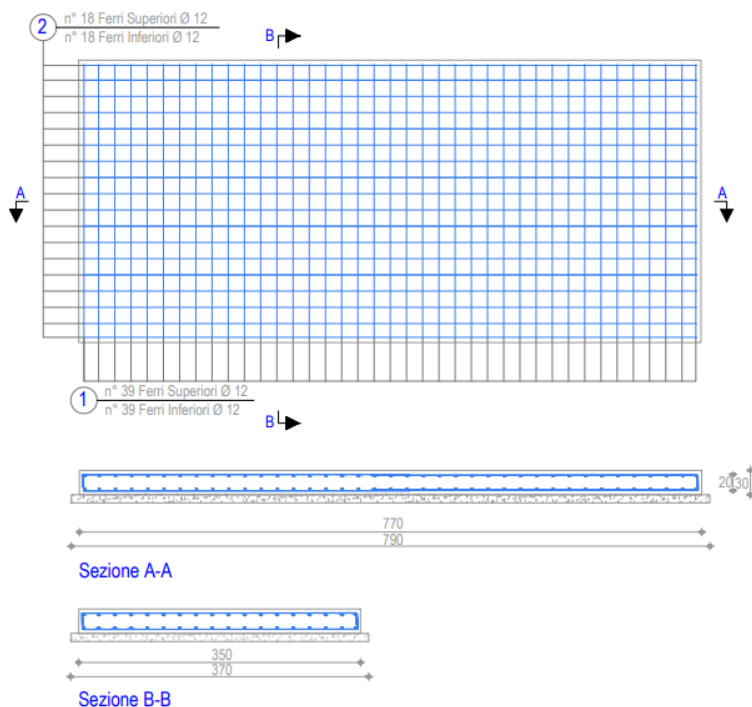 2
n° 18 Ferri Superiori Ø 12
n° 18 Ferri Inferiori Ø 12
B
A
A
1
n° 39 Ferri Superiori Ø 12
n° 39 Ferri Inferiori Ø 12
B
20
30
770
790
Sezione A-A
350
370
Sezione B-B